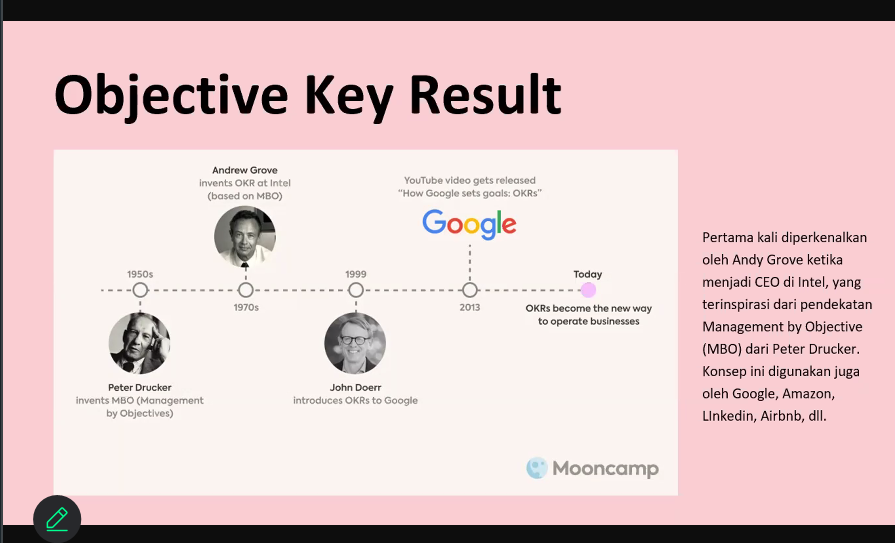 Objective Key Result
Andrew Grove
invents OKR at Intel
(based on MBO)
YouTube video gets released
“How Google sets goals: OKRs”
Google
1950s
1999
Today
1970s
2013
OKRs become the new way
to operate businesses
Peter Drucker
invents MBO (Management
by Objectives)
John Doerr
introduces OKRs to Google
Mooncamp
Pertama kali diperkenalkan
oleh Andy Grove ketika
menjadi CEO di Intel, yang
terinspirasi dari pendekatan
Management by Objective
(MBO) dari Peter Drucker.
Konsep ini digunakan juga
oleh Google, Amazon,
LInkedin, Airbnb, dll.